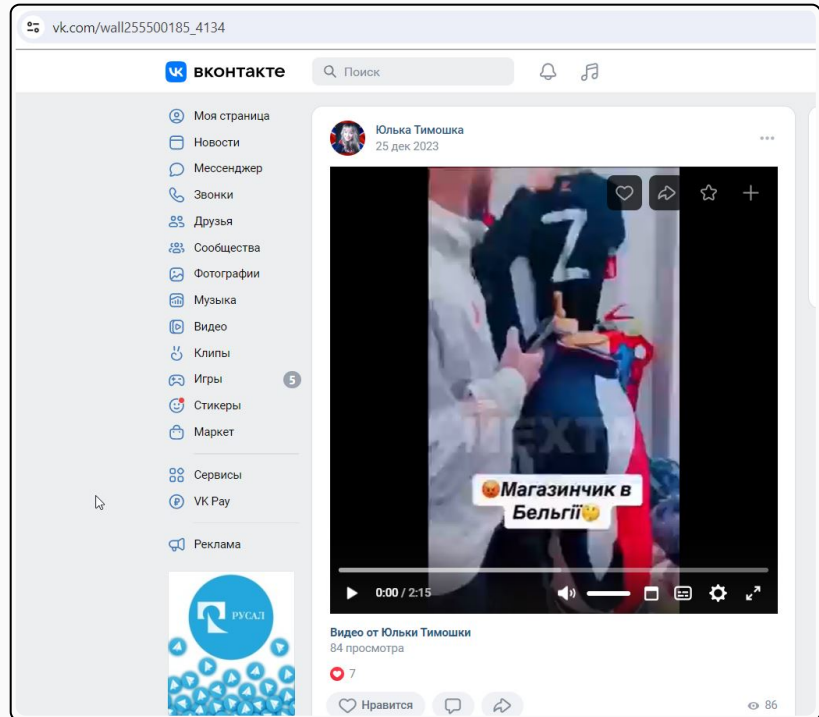 vk.com/wall255500185_4134
вконтакте
Поиск
Моя страница
Новости
Мессенджер
Звонки
Друзья
Сообщества
Фотографии
Музыка
Видео
Клипы
Игры
5
Стикеры
Маркет
Сервисы
VK Pay
Реклама
РУСАЛ
Юлька Тимошка
25 дек 2023
Z
NEXTA
😡Магазинчик в
Бельгії🤔
0:00 / 2:15
Видео от Юльки Тимошки
84 просмотра
7
Нравится
86